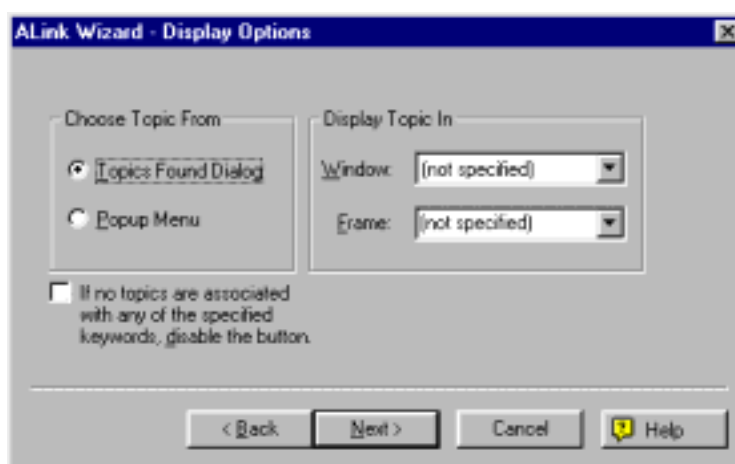 ALink Wizard - Display Options
Choose Topic From
Topics Found Dialog
Popup Menu
Display Topic In
Window: (not specified)
Frame: (not specified)
If no topics are associated
with any of the specified
keywords, disable the button.
< Back
Next >
Cancel
Help